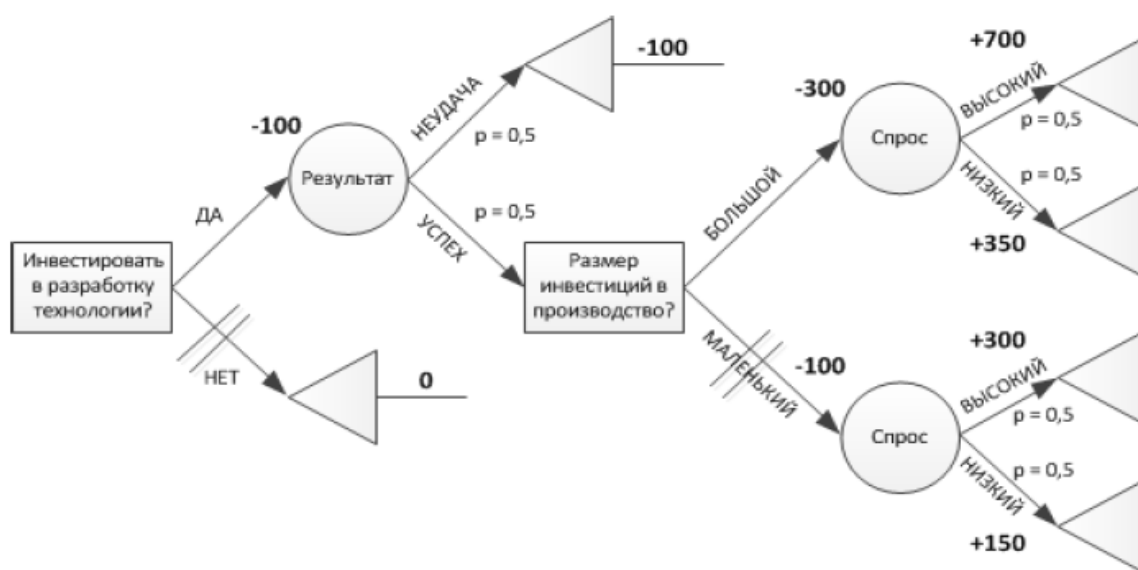 Инвестировать
в разработку
технологии?
ДА
НЕТ
0
-100
Результат
НЕУДАЧА
p = 0,5
-100
УСПЕХ
p = 0,5
Размер
инвестиций в
производство?
БОЛЬШОЙ
МАЛЕНЬКИЙ
-300
Спрос
+700
ВЫСОКИЙ
p = 0,5
НИЗКИЙ
p = 0,5
+350
-100
Спрос
+300
ВЫСОКИЙ
p = 0,5
НИЗКИЙ
p = 0,5
+150